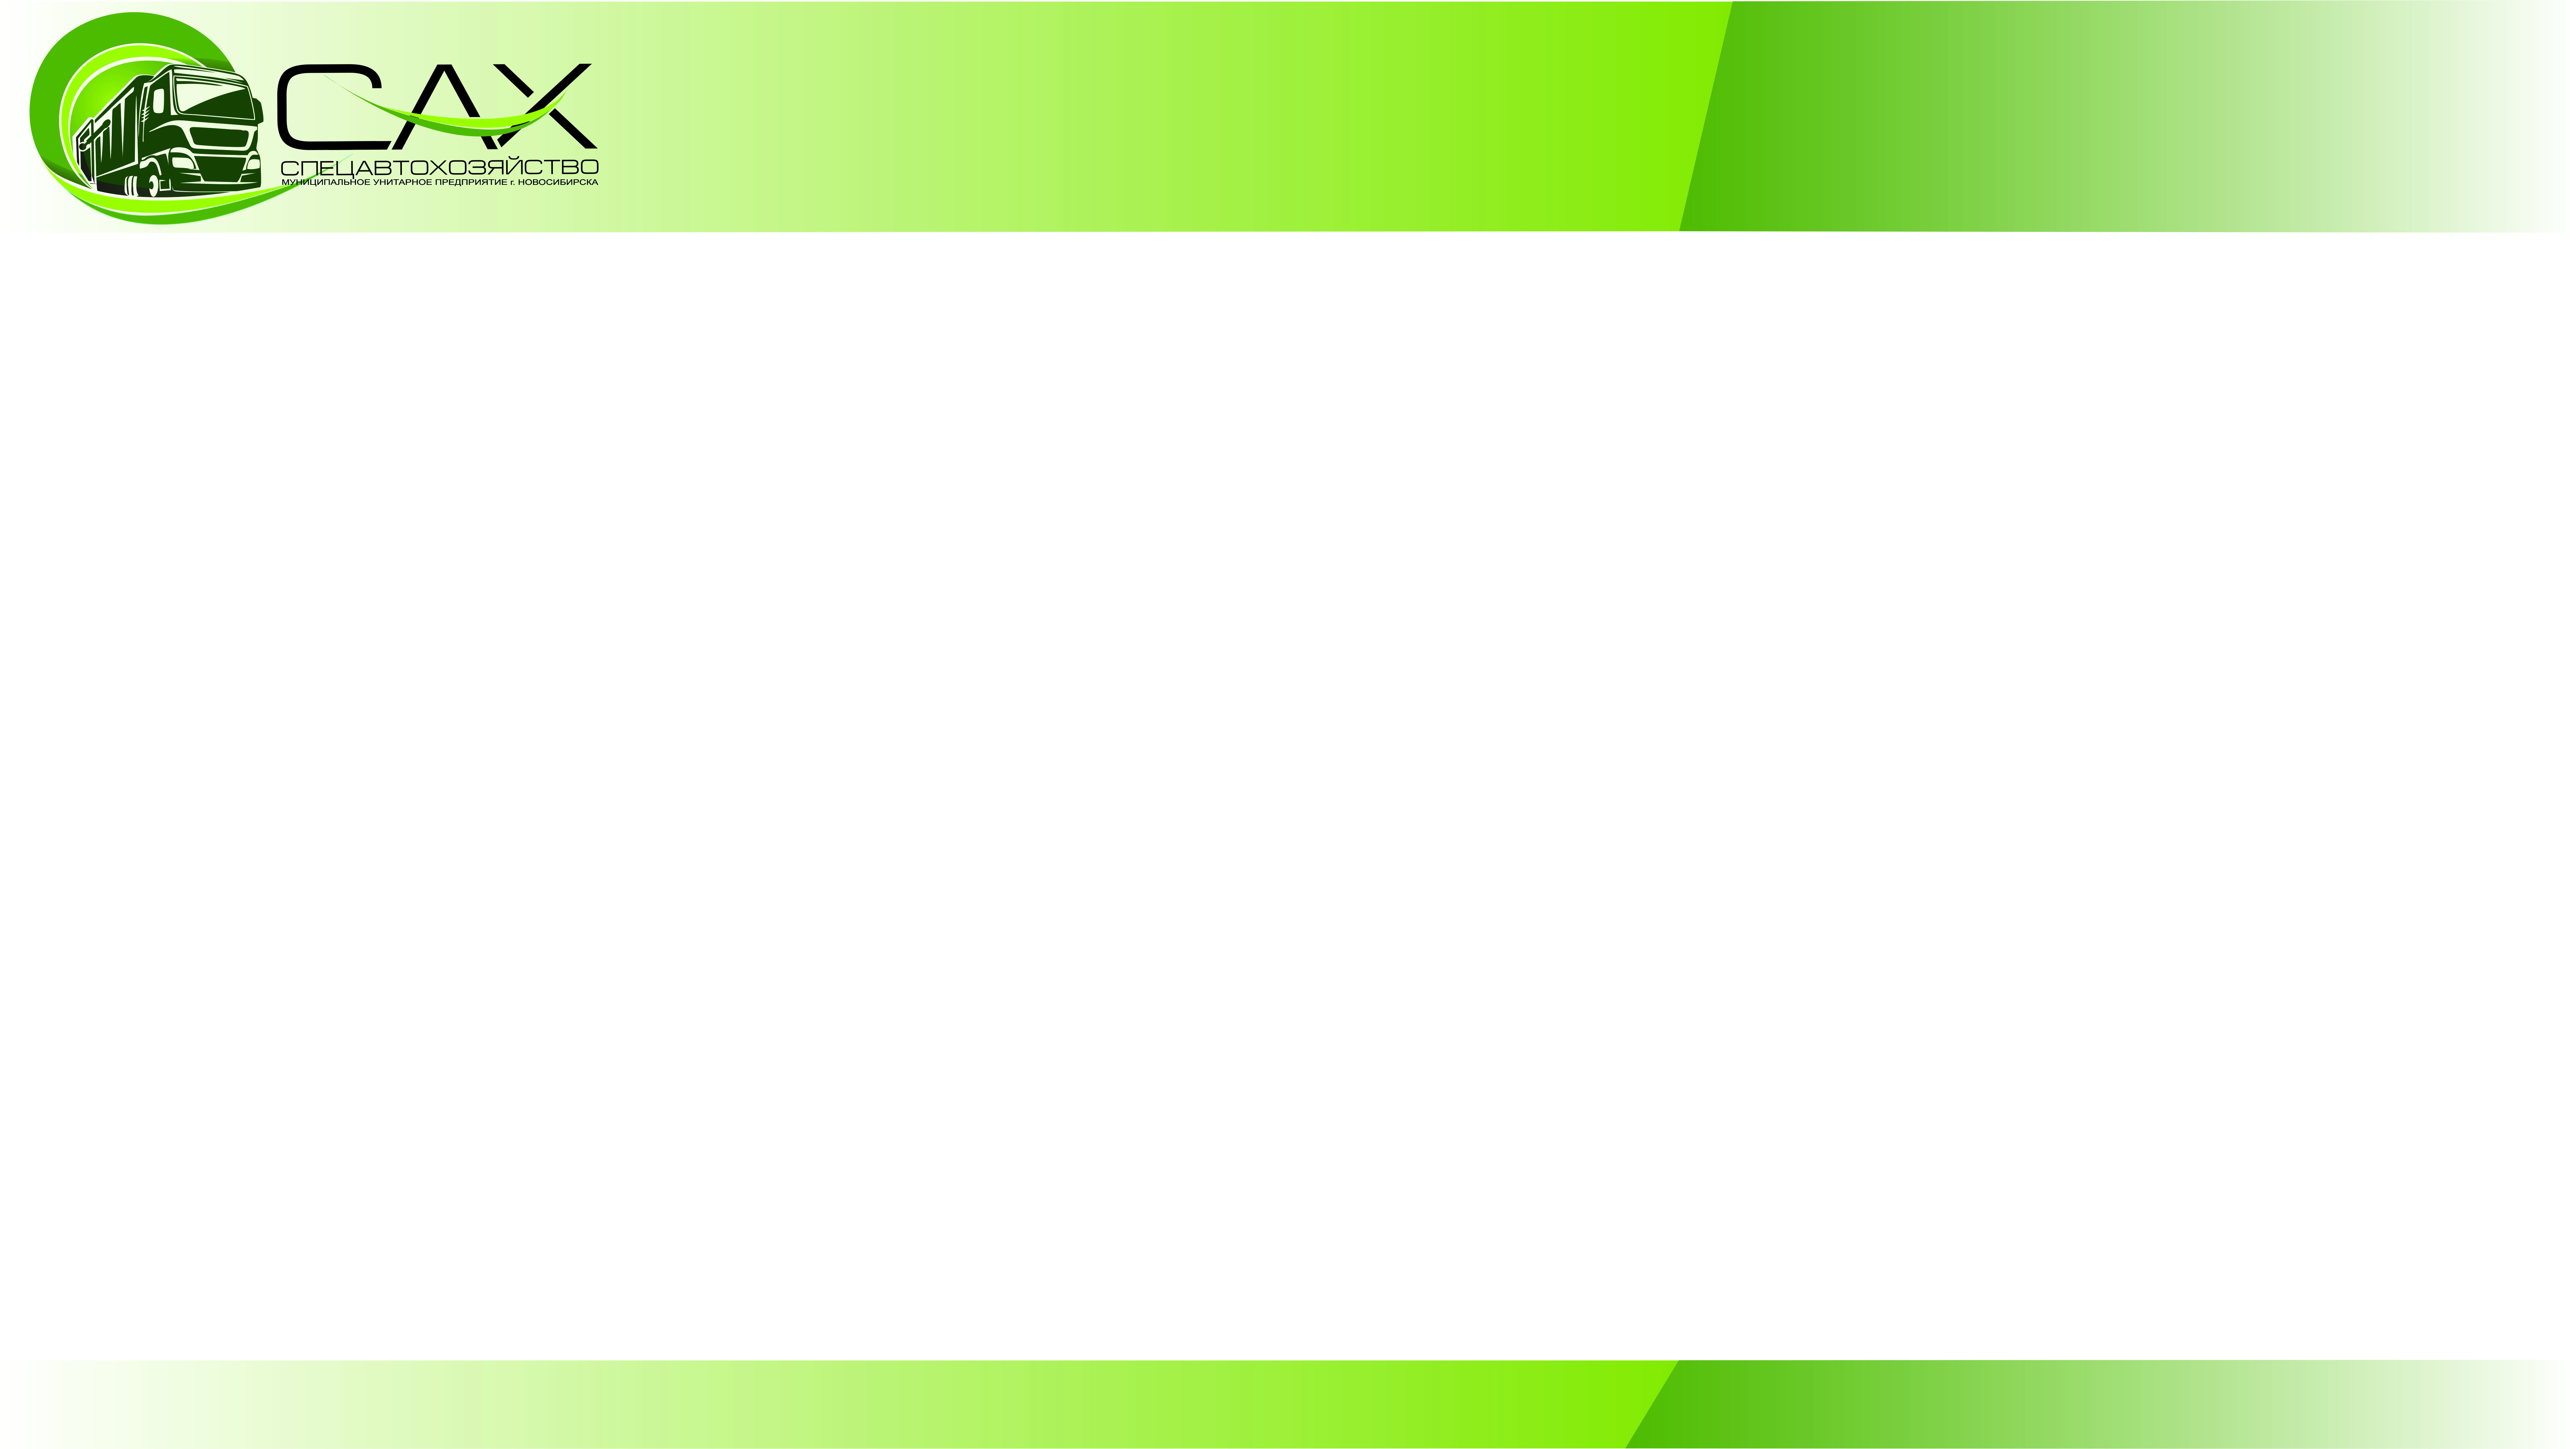 САХ
СПЕЦАВТОХОЗЯЙСТВО
МУНИЦИПАЛЬНОЕ УНИТАРНОЕ ПРЕДПРИЯТИЕ г. НОВОСИБИРСКА